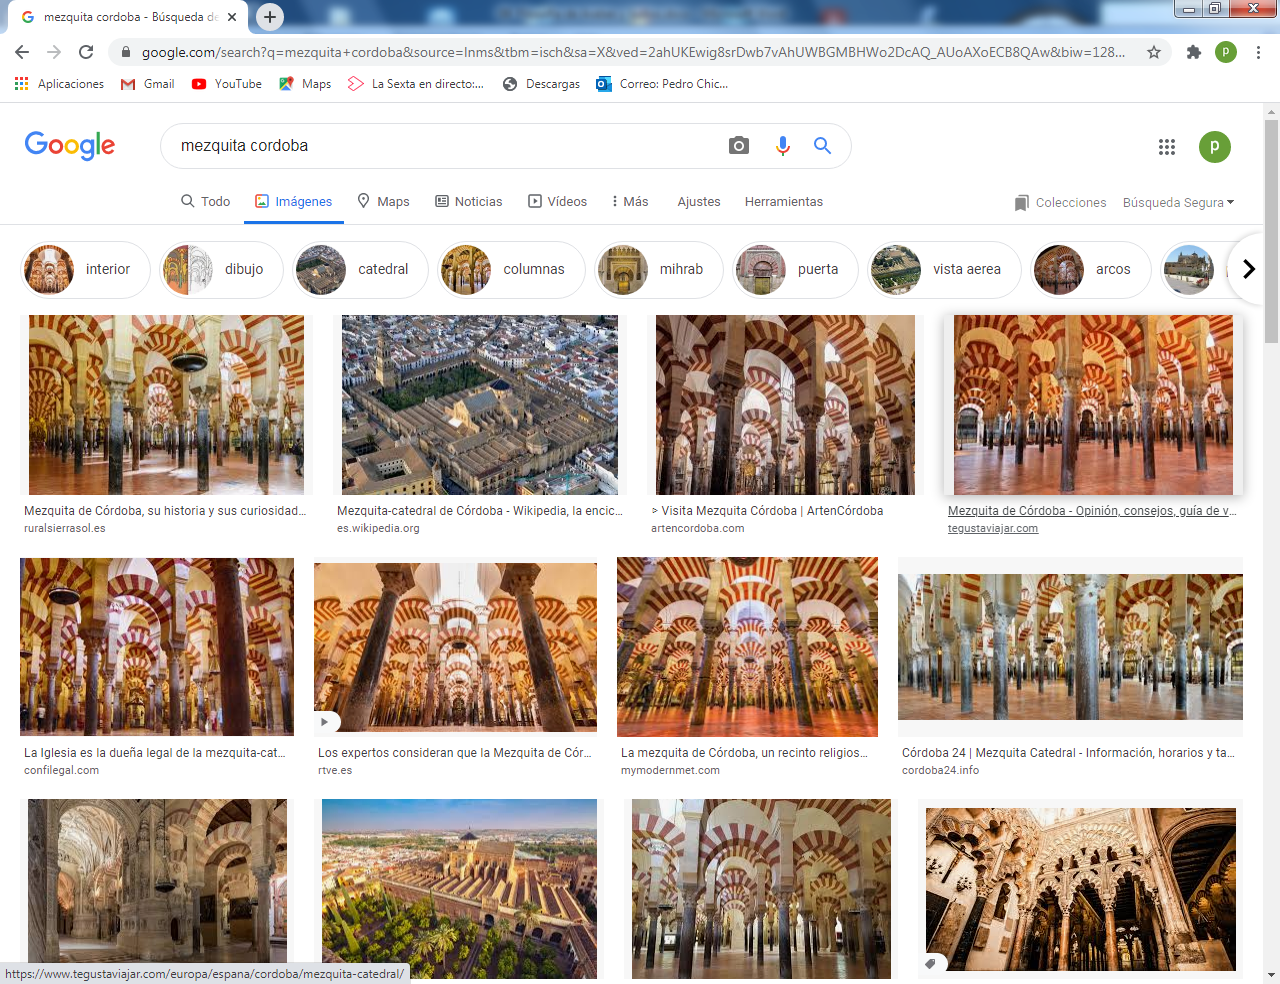 mezquita cordoba - Búsqueda de
google.com/search?q=mezquita+cordoba&source=lnms&tbm=isch&sa=X&ved=2ahUKEwig8srDwb7vAhUWBGMBHWo2DcAQ_AUoAXoECB8QAw&biw=128...
p
Aplicaciones Gmail YouTube Maps La Sexta en directo:... Descargas Correo: Pedro Chic...
Google mezquita cordoba p
Todo Imágenes Maps Noticias Vídeos Más Ajustes Herramientas Colecciones Búsqueda Segura
interior dibujo catedral columnas mihrab puerta vista aerea arcos
Mezquita de Córdoba, su historia y sus curiosidad...
ruralsierrasol.es
Mezquita-catedral de Córdoba - Wikipedia, la encic...
es.wikipedia.org
> Visita Mezquita Córdoba | ArtenCórdoba
artencordoba.com
Mezquita de Córdoba - Opinión, consejos, guía de v...
tegustaviajar.com
La Iglesia es la dueña legal de la mezquita-cat...
confilegal.com
Los expertos consideran que la Mezquita de Cór...
rtve.es
La mezquita de Córdoba, un recinto religios...
mymodernmet.com
Córdoba 24 | Mezquita Catedral - Información, horarios y ta...
cordoba24.info
https://www.tegustaviajar.com/europa/espana/cordoba/mezquita-catedral/